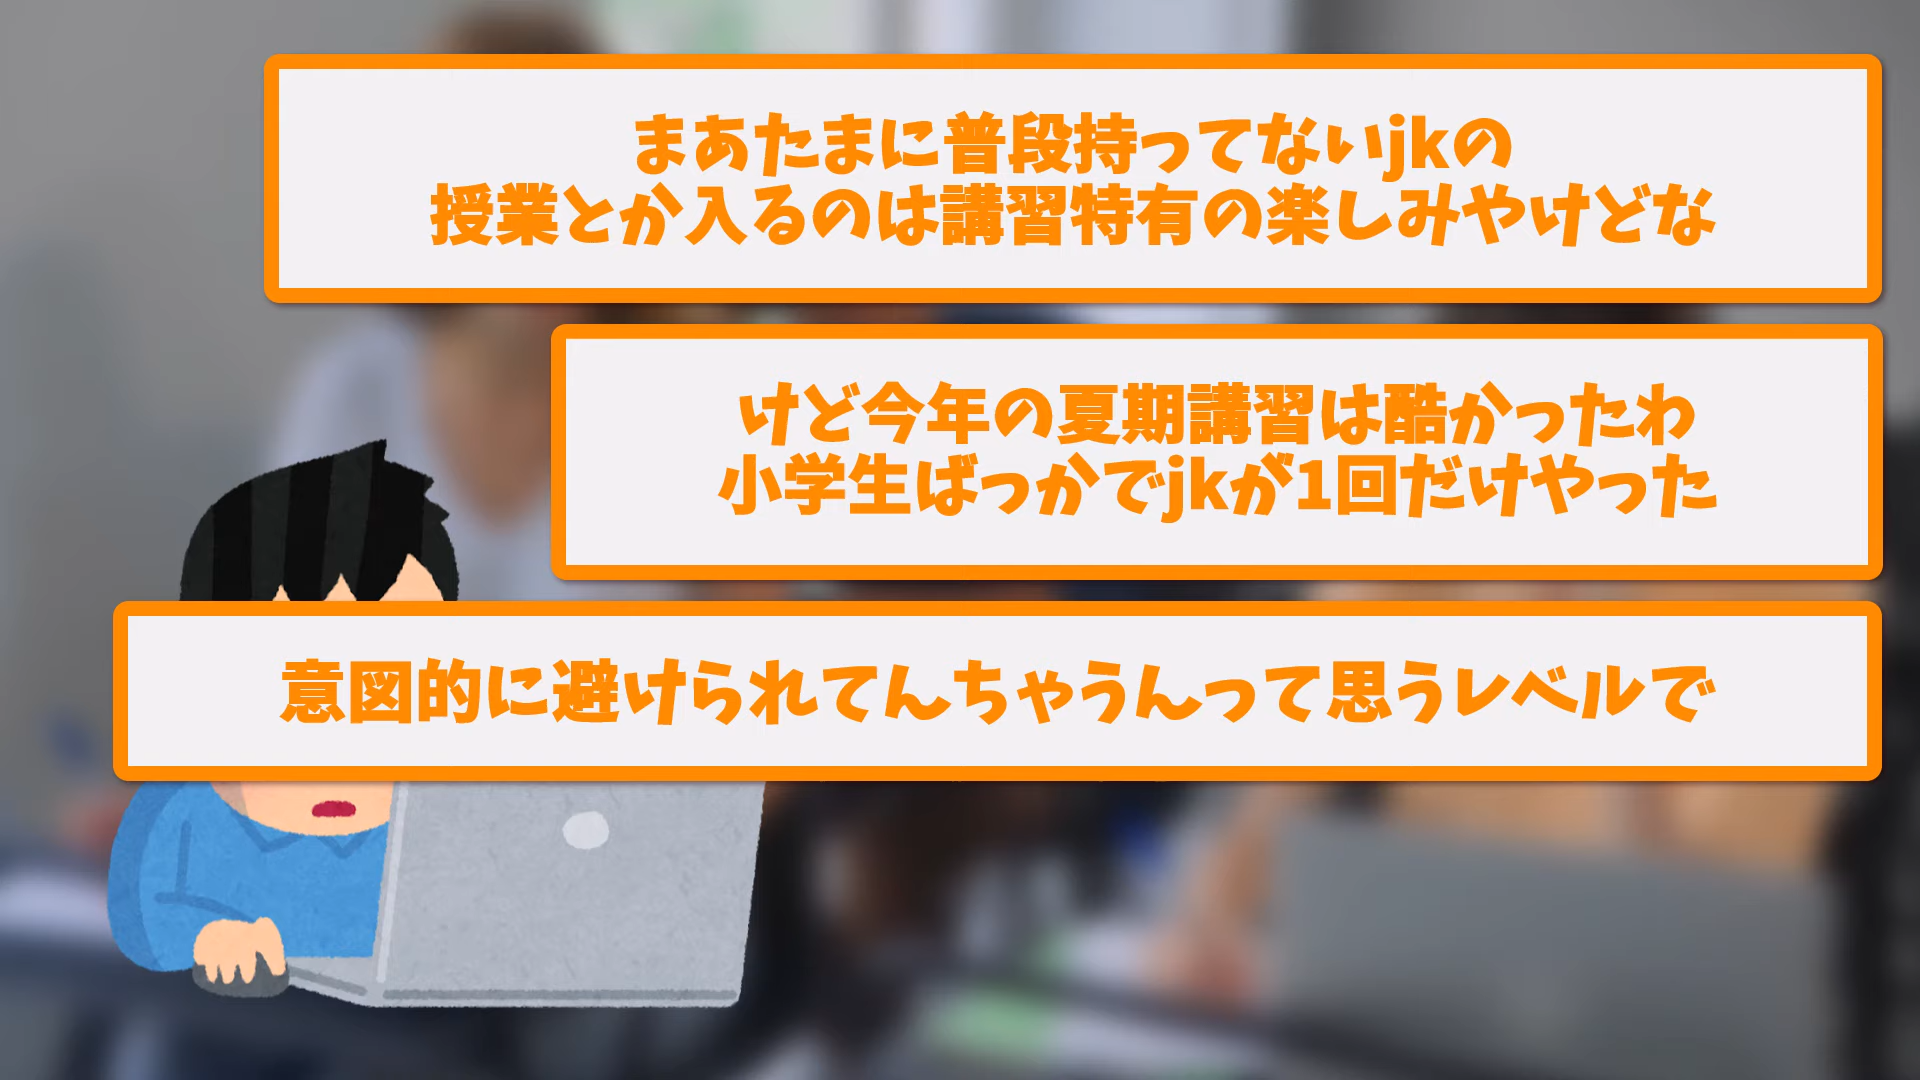 まあたまに普段持ってないjkの
授業とか入るのは講習特有の楽しみやけどな
けど今年の夏期講習は酷かったわ
小学生ばっかでjkが1回だけやった
意図的に避けられてんちゃうんって思うレベルで